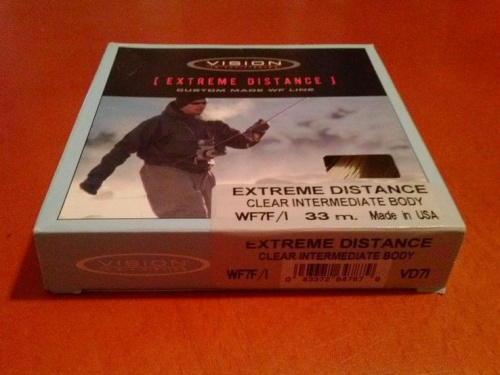 VISION
[ EXTREME DISTANCE ]
CUSTOM MADE WF LINE
EXTREME DISTANCE
CLEAR INTERMEDIATE BODY
WF7F/I 33 m. Made in USA
EXTREME DISTANCE
CLEAR INTERMEDIATE BODY
VISION
WF7F/I
VD7I